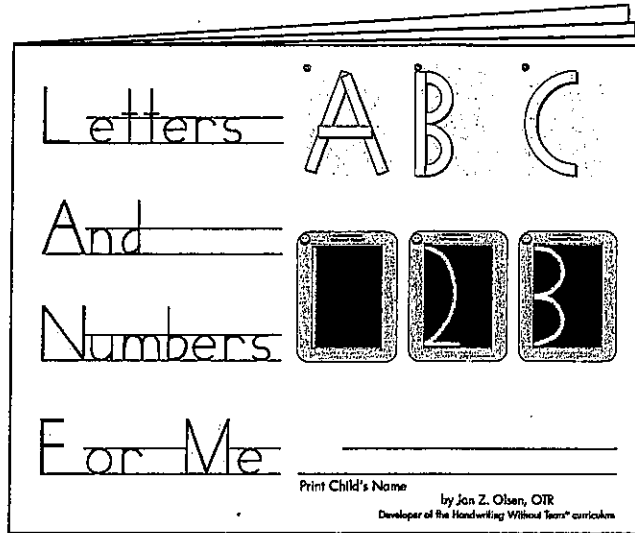 Letters
And
Numbers
For Me
A B C
2 3
Print Child's Name
by Jan Z. Olsen, OTR
Developer of the Handwriting Without Tears® curriculum